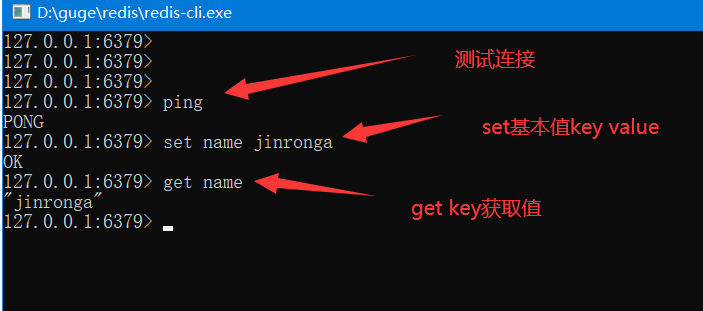 D:\guge\redis\redis-cli.exe
127.0.0.1:6379>
127.0.0.1:6379>
127.0.0.1:6379>
127.0.0.1:6379> ping
测试连接
PONG
127.0.0.1:6379> set name jinronga
set基本值key value
OK
127.0.0.1:6379> get name
"jinronga"
get key获取值
127.0.0.1:6379>